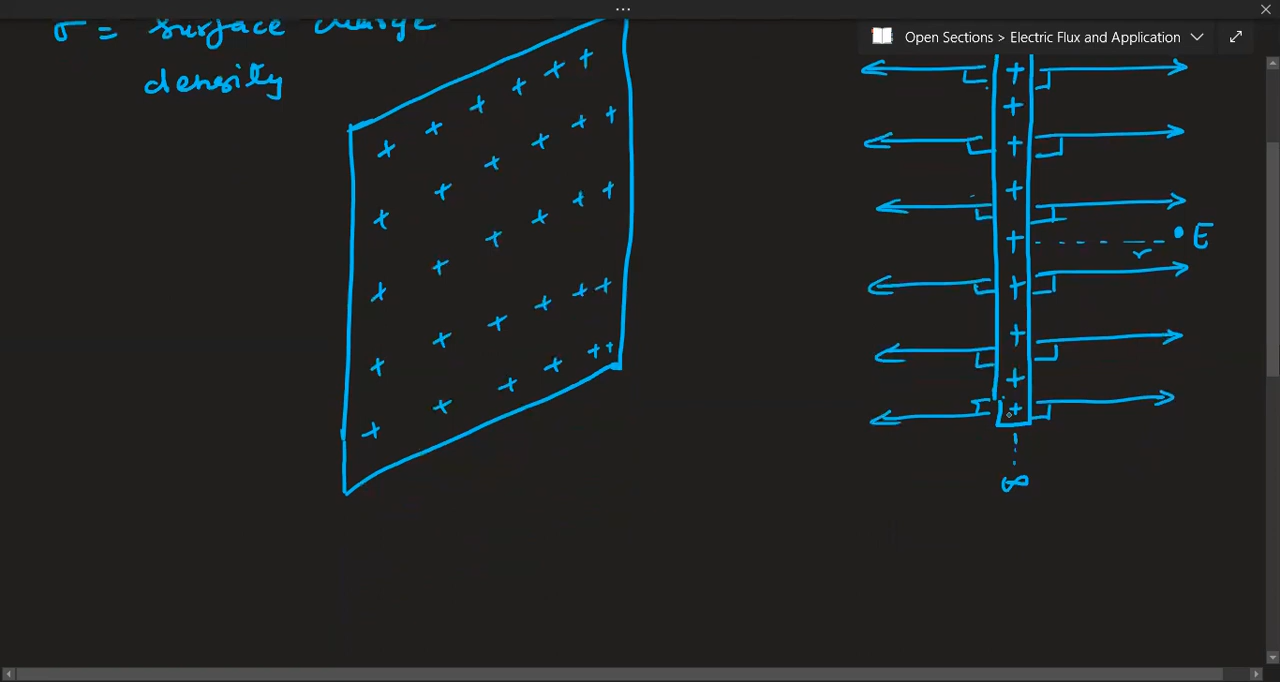 σ = surface charge
density
Open Sections > Electric Flux and Application
E
r
∞